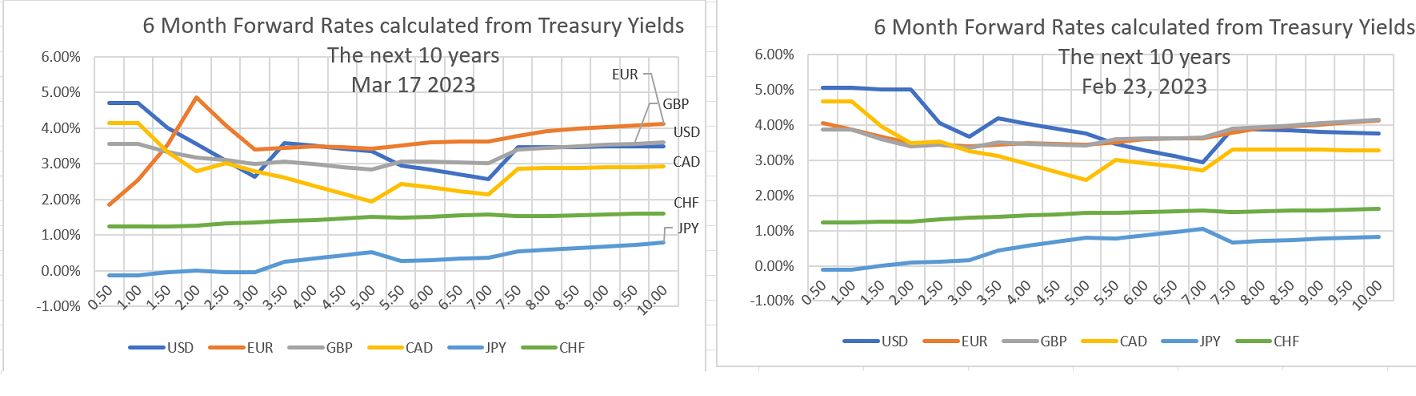 6 Month Forward Rates calculated from Treasury Yields
The next 10 years
Mar 17 2023
6.00%
5.00%
4.00%
3.00%
2.00%
1.00%
0.00%
-1.00%
EUR
GBP
USD
CAD
CHF
JPY
0.50 1.00 1.50 2.00 2.50 3.00 3.50 4.00 4.50 5.00 5.50 6.00 6.50 7.00 7.50 8.00 8.50 9.00 9.50 10.00
USD EUR GBP CAD JPY CHF
6 Month Forward Rates calculated from Treasury Yields
The next 10 years
Feb 23, 2023
6.00%
5.00%
4.00%
3.00%
2.00%
1.00%
0.00%
-1.00%
0.50 1.00 1.50 2.00 2.50 3.00 3.50 4.00 4.50 5.00 5.50 6.00 6.50 7.00 7.50 8.00 8.50 9.00 9.50 10.00
USD EUR GBP CAD JPY CHF